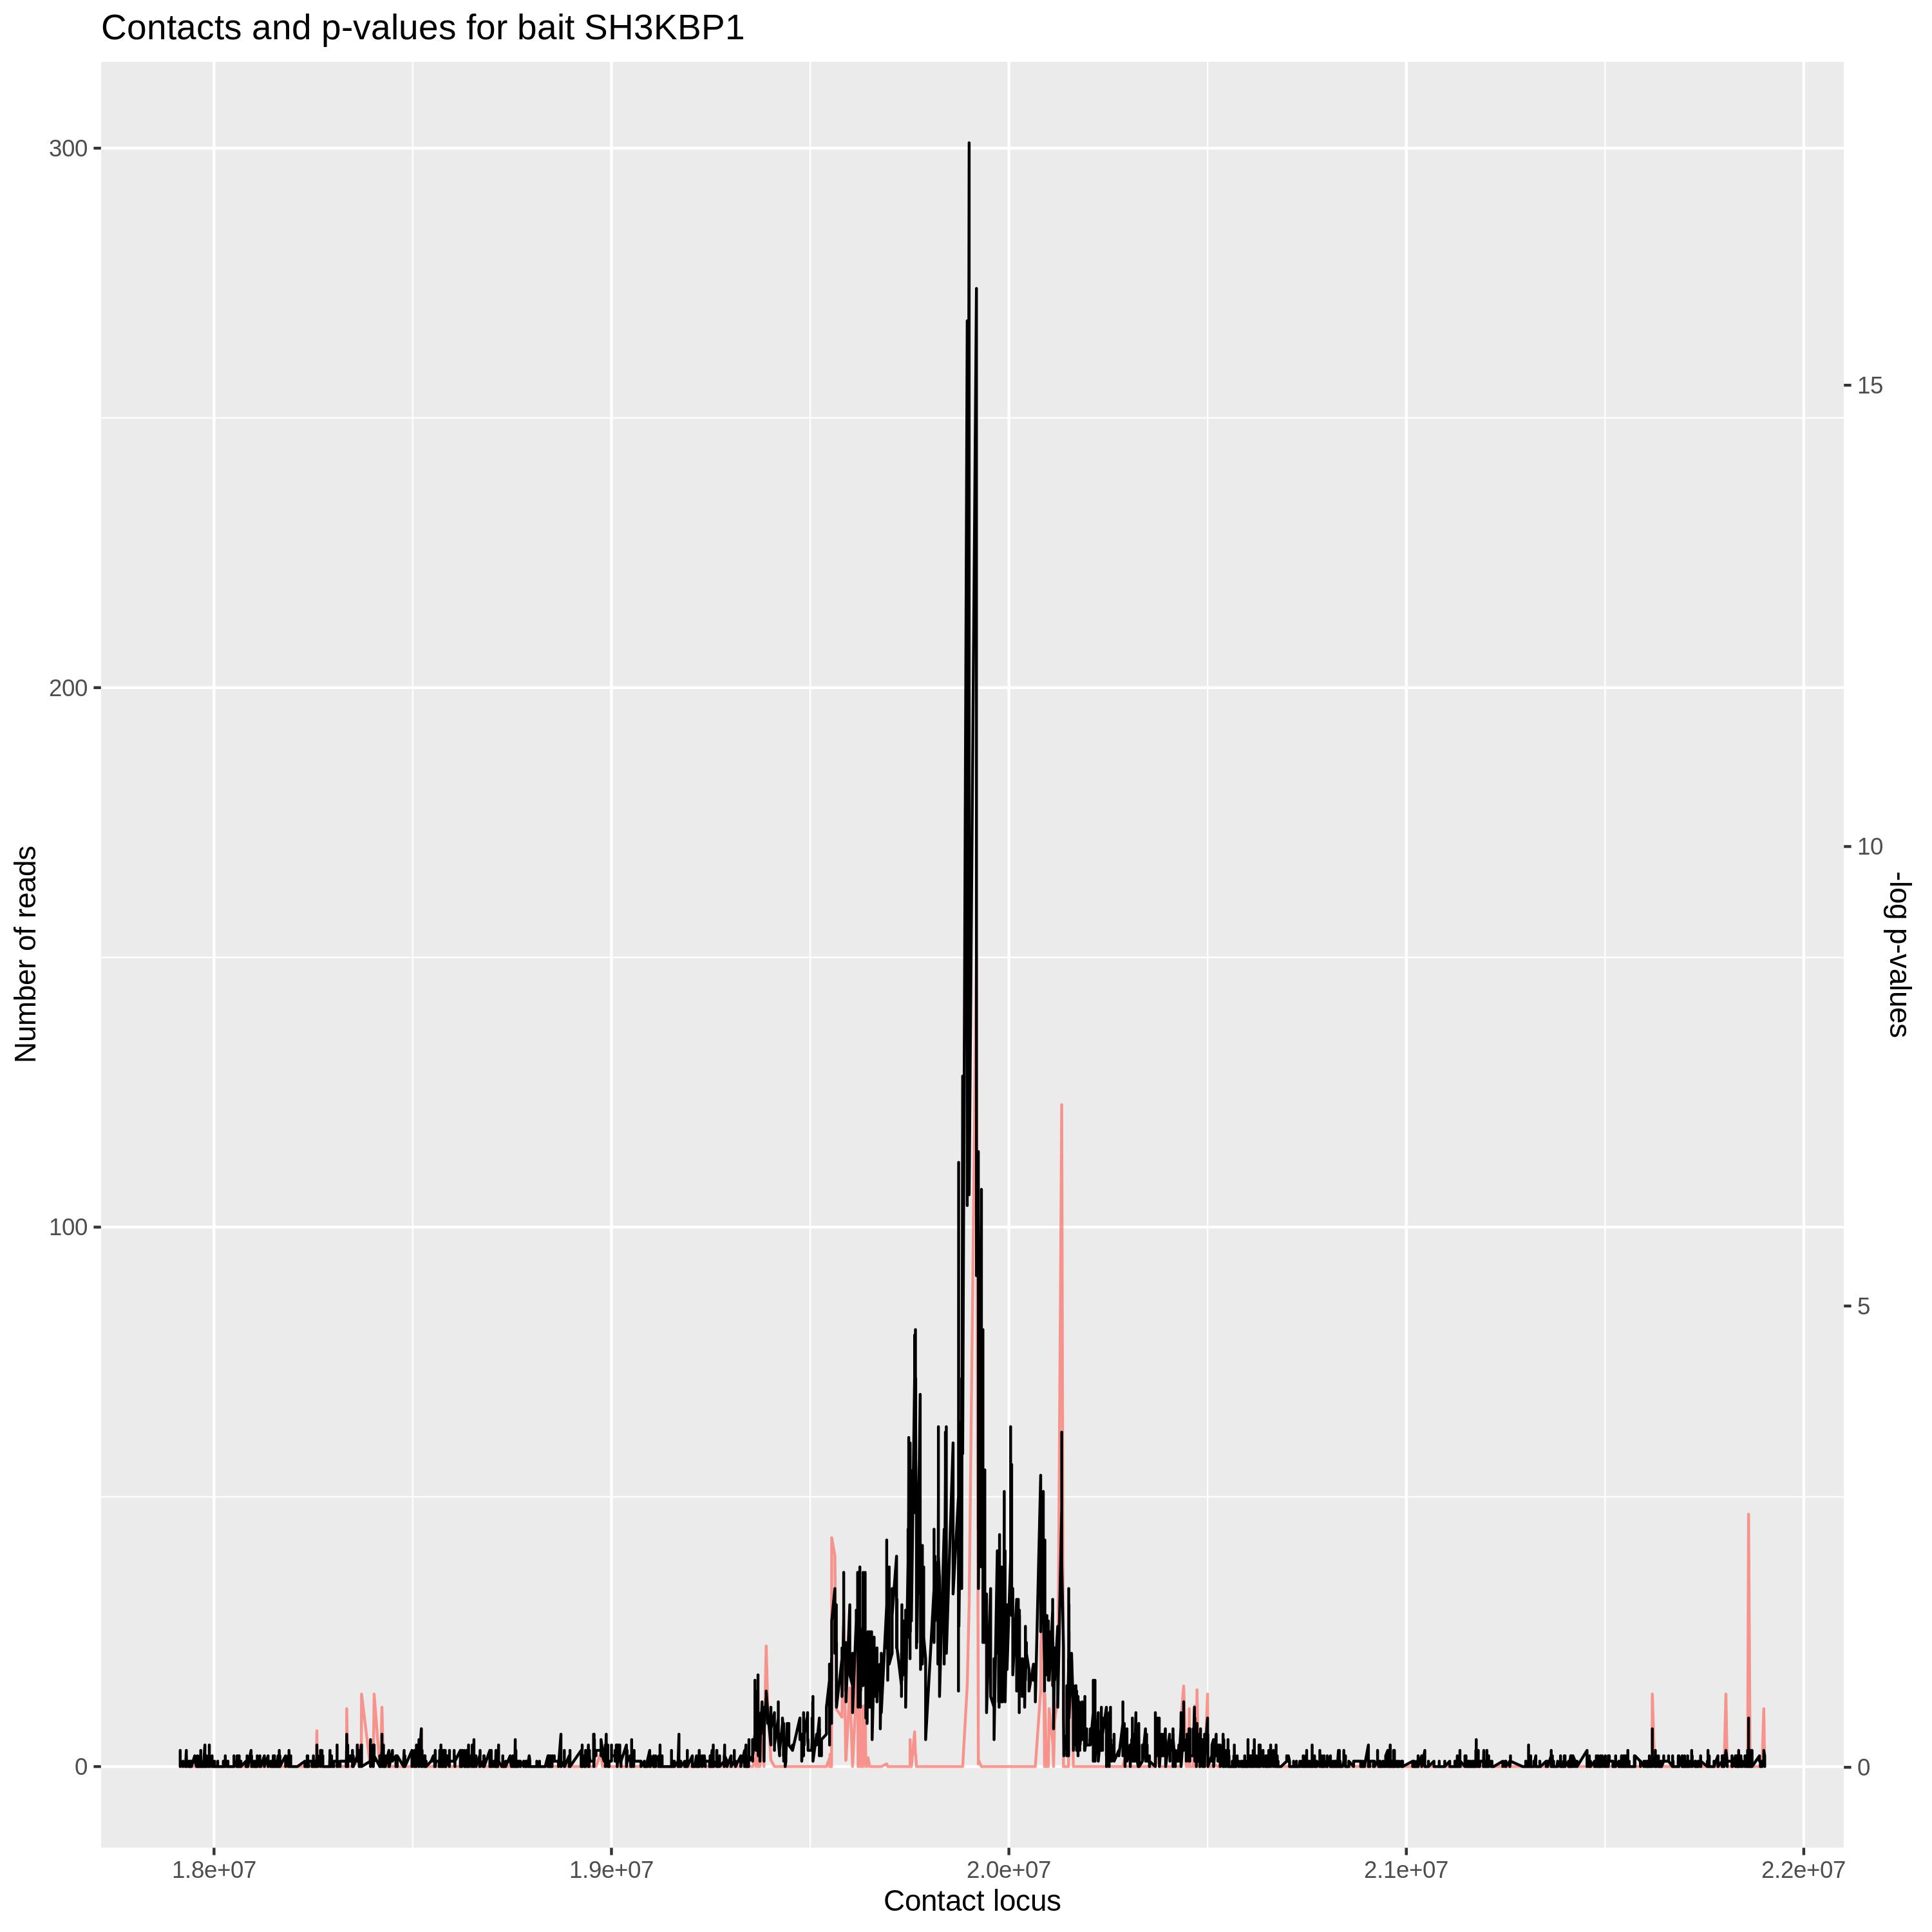 Contacts and p-values for bait SH3KBP1
300
200
100
0
Number of reads
15
10
5
0
-log p-values
1.8e+07 1.9e+07 2.0e+07 2.1e+07 2.2e+07
Contact locus